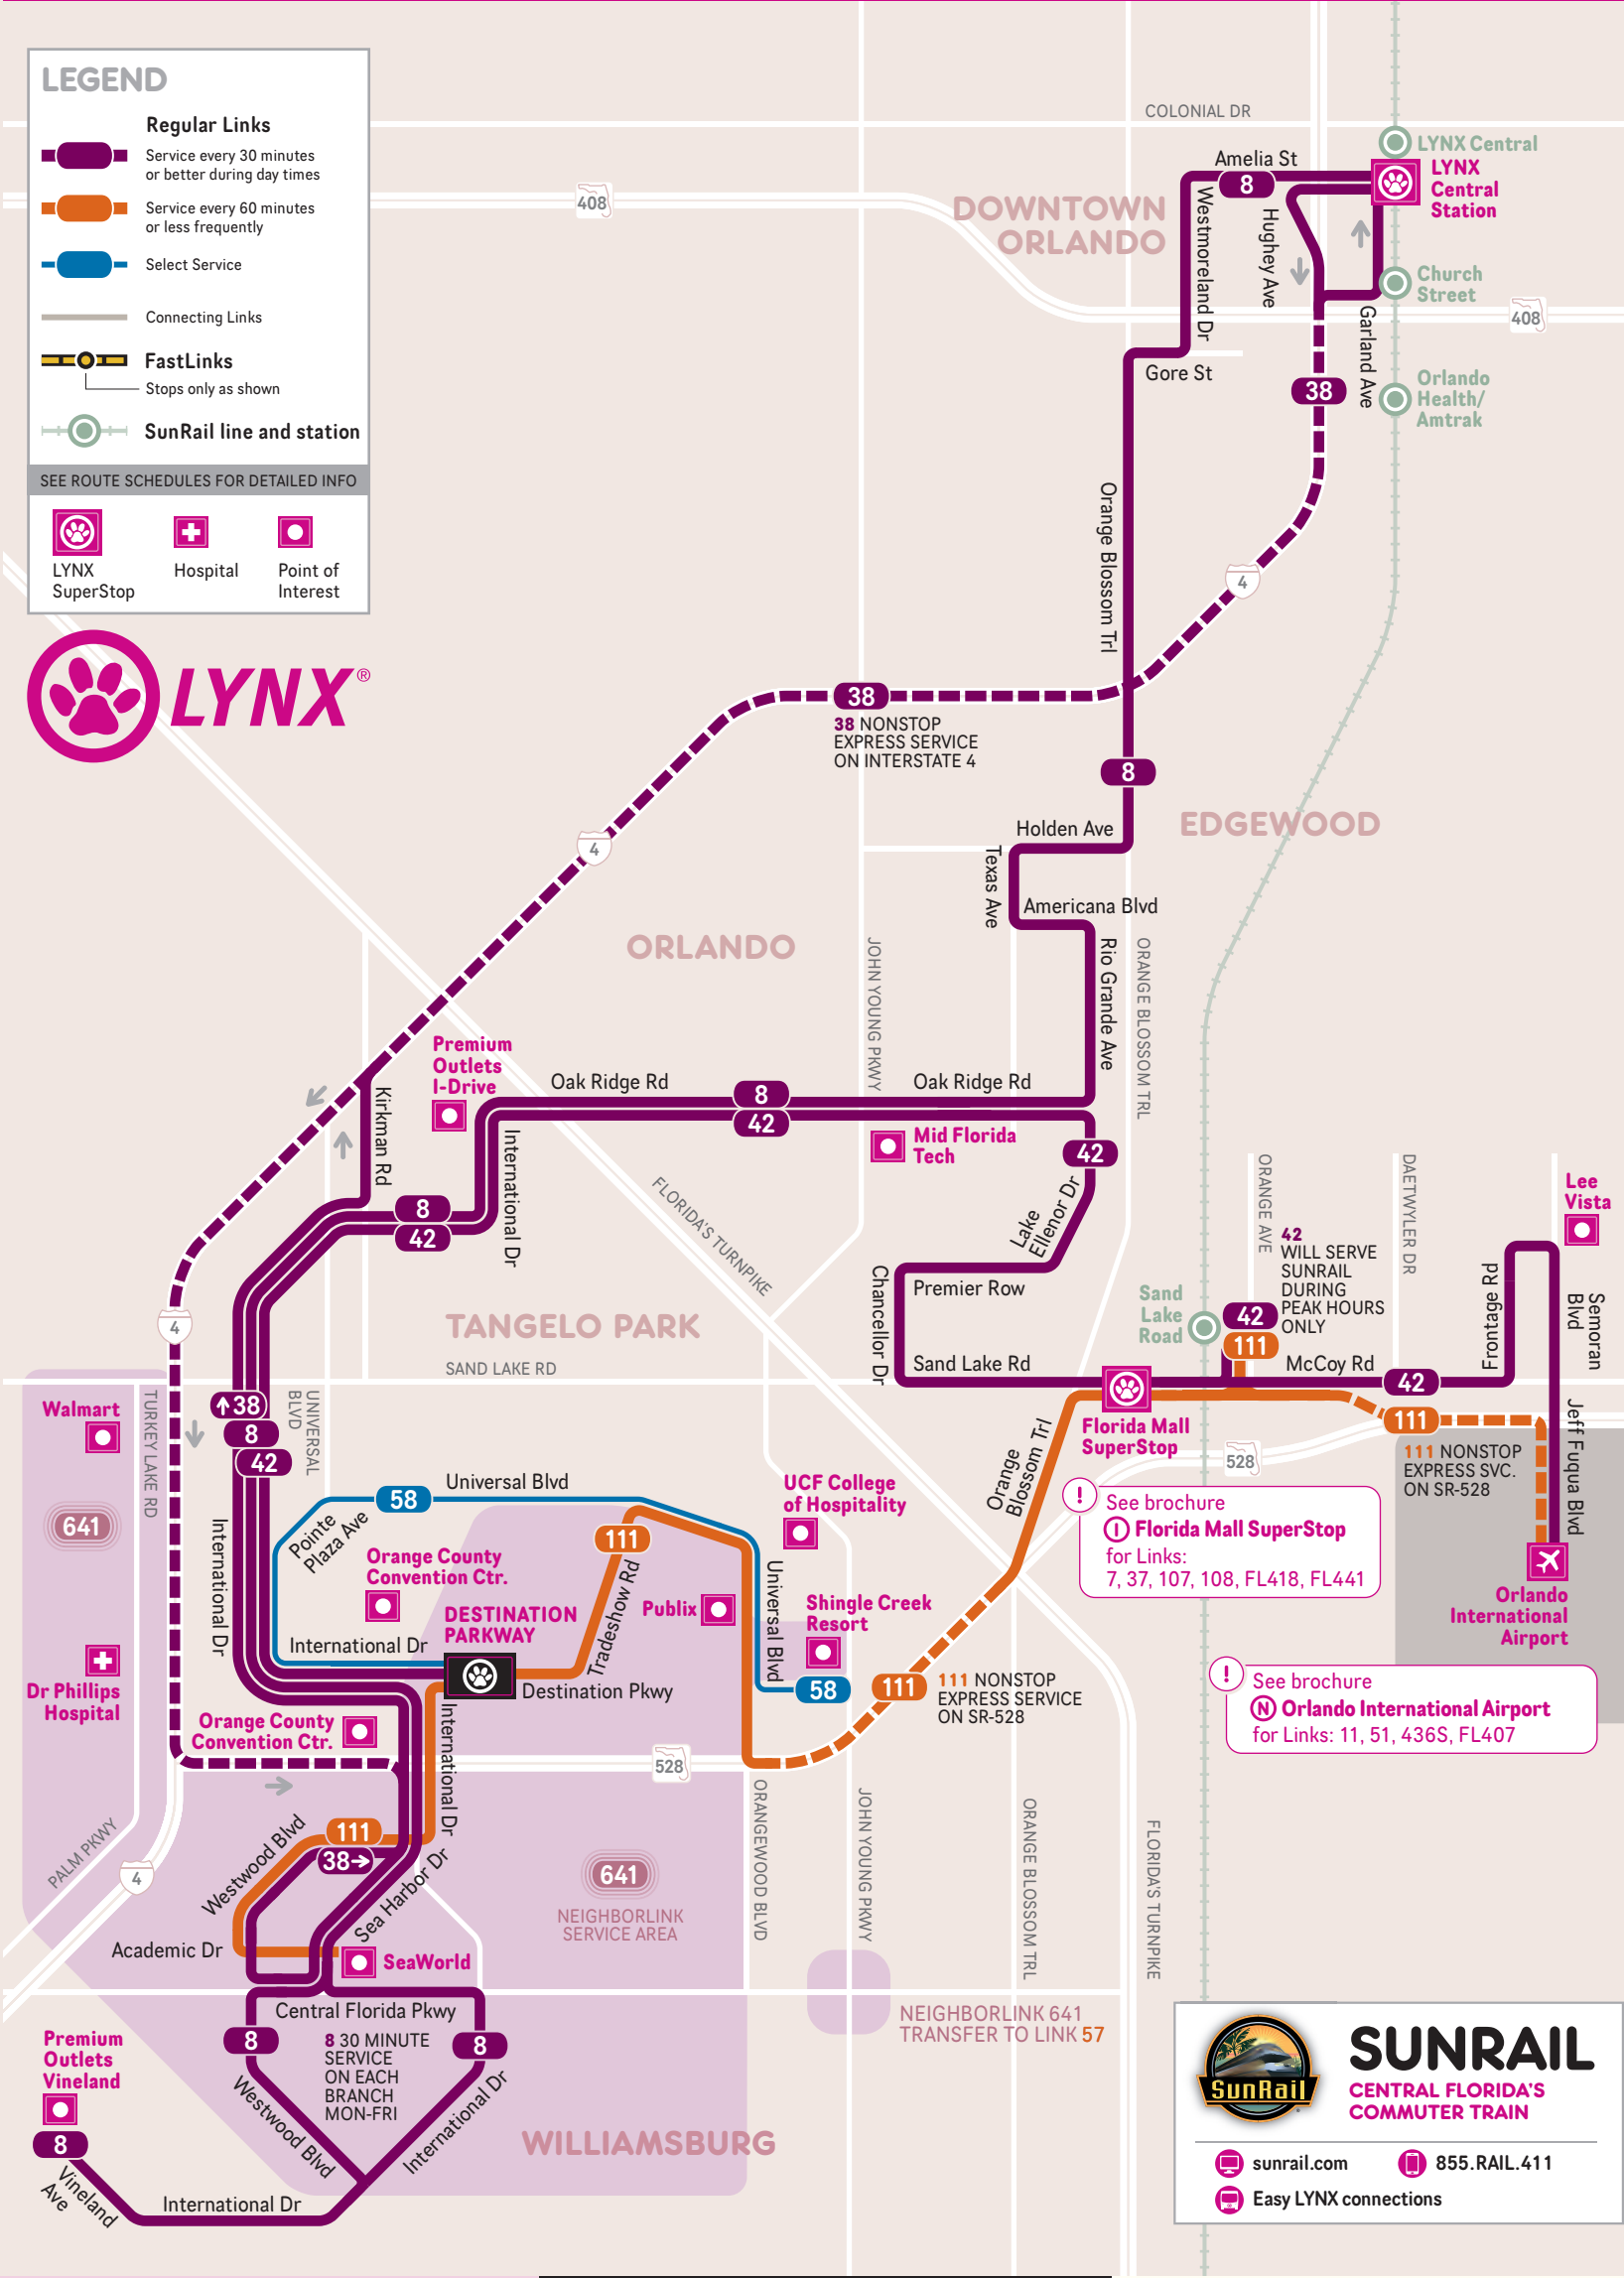 LEGEND
Regular Links
Service every 30 minutes
or better during day times
Service every 60 minutes
or less frequently
Select Service
Connecting Links
FastLinks
Stops only as shown
SunRail line and station
SEE ROUTE SCHEDULES FOR DETAILED INFO
LYNX
SuperStop
Hospital
Point of
Interest
LYNX®
COLONIAL DR
LYNX Central
LYNX
Central
Station
Amelia St
8
408
DOWNTOWN
ORLANDO
Westmoreland Dr
Hughey Ave
Church
Street
408
Garland Ave
Gore St
38
Orlando
Health/
Amtrak
Orange Blossom Trl
4
38
38 NONSTOP
EXPRESS SERVICE
ON INTERSTATE 4
8
EDGEWOOD
Holden Ave
4
Texas Ave
Americana Blvd
ORLANDO
JOHN YOUNG PKWY
Rio Grande Ave
ORANGE BLOSSOM TRL
Premium
Outlets
I-Drive
Kirkman Rd
Oak Ridge Rd
8
42
Oak Ridge Rd
International Dr
Mid Florida
Tech
42
8
42
FLORIDA'S TURNPIKE
Lake
Ellenor Dr
ORANGE AVE
DAETWYLER DR
Lee
Vista
42
WILL SERVE
SUNRAIL
DURING
PEAK HOURS
ONLY
Chancellor Dr
Premier Row
Sand
Lake
Road
42
111
Frontage Rd
Semoran
Blvd
4
TANGELO PARK
SAND LAKE RD
Sand Lake Rd
McCoy Rd
42
Walmart
TURKEY LAKE RD
38
8
42
UNIVERSAL
BLVD
Florida Mall
SuperStop
111
Jeff Fuqua Blvd
111 NONSTOP
EXPRESS SVC.
ON SR-528
528
Orange
Blossom Trl
641
International Dr
Universal Blvd
58
Pointe
Plaza Ave
UCF College
of Hospitality
! See brochure
I Florida Mall SuperStop
for Links:
7, 37, 107, 108, FL418, FL441
111
Orange County
Convention Ctr.
Tradeshow Rd
Publix
Universal Blvd
Shingle Creek
Resort
DESTINATION
PARKWAY
International Dr
Orlando
International
Airport
Dr Phillips
Hospital
Destination Pkwy
58
111
111 NONSTOP
EXPRESS SERVICE
ON SR-528
! See brochure
N Orlando International Airport
for Links: 11, 51, 436S, FL407
Orange County
Convention Ctr.
International Dr
528
ORANGEWOOD BLVD
JOHN YOUNG PKWY
ORANGE BLOSSOM TRL
FLORIDA'S TURNPIKE
PALM PKWY
4
Westwood Blvd
111
38
Sea Harbor Dr
641
NEIGHBORLINK
SERVICE AREA
Academic Dr
SeaWorld
Central Florida Pkwy
8
8
8 30 MINUTE
SERVICE
ON EACH
BRANCH
MON-FRI
NEIGHBORLINK 641
TRANSFER TO LINK 57
Premium
Outlets
Vineland
8
Vineland
Ave
Westwood Blvd
International Dr
International Dr
WILLIAMSBURG
SunRail
SUNRAIL
CENTRAL FLORIDA'S
COMMUTER TRAIN
sunrail.com
855.RAIL.411
Easy LYNX connections